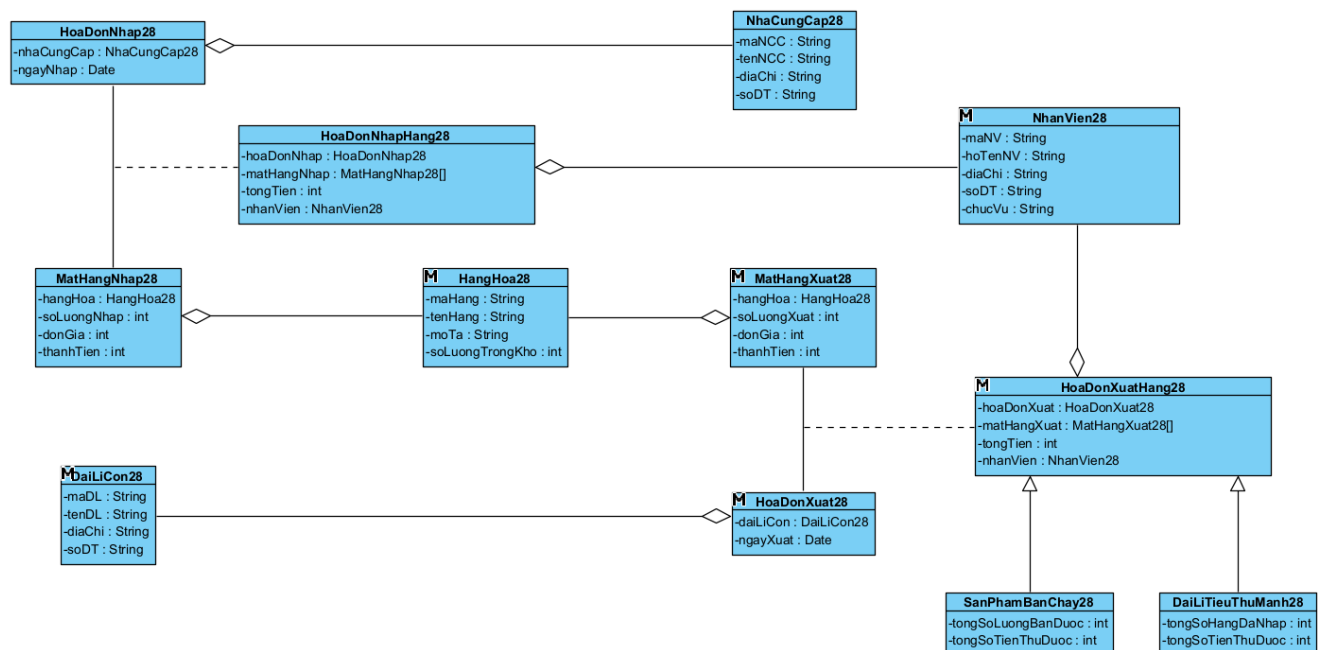 HoaDonNhap28
-nhaCungCap : NhaCungCap28
-ngayNhap : Date
NhaCungCap28
-maNCC : String
-tenNCC : String
-diaChi : String
-soDT : String
HoaDonNhapHang28
-hoaDonNhap : HoaDonNhap28
-matHangNhap : MatHangNhap28[]
-tongTien : int
-nhanVien : NhanVien28
M
NhanVien28
-maNV : String
-hoTenNV : String
-diaChi : String
-soDT : String
-chucVu : String
MatHangNhap28
-hangHoa : HangHoa28
-soLuongNhap : int
-donGia : int
-thanhTien : int
M
HangHoa28
-maHang : String
-tenHang : String
-moTa : String
-soLuongTrongKho : int
M
MatHangXuat28
-hangHoa : HangHoa28
-soLuongXuat : int
-donGia : int
-thanhTien : int
M
HoaDonXuatHang28
-hoaDonXuat : HoaDonXuat28
-matHangXuat : MatHangXuat28[]
-tongTien : int
-nhanVien : NhanVien28
M
DaiLiCon28
-maDL : String
-tenDL : String
-diaChi : String
-soDT : String
M
HoaDonXuat28
-daiLiCon : DaiLiCon28
-ngayXuat : Date
SanPhamBanChay28
-tongSoLuongBanDuoc : int
-tongSoTienThuDuoc : int
DaiLiTieuThuManh28
-tongSoHangDaNhap : int
-tongSoTienThuDuoc : int